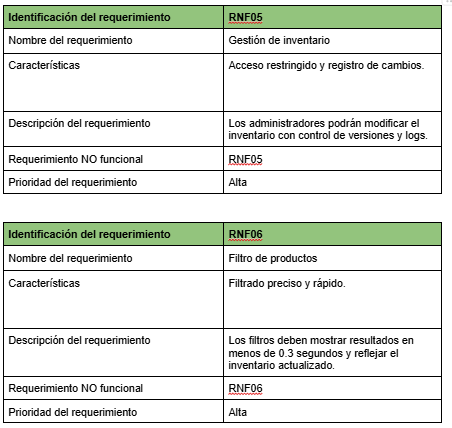 Identificación del requerimiento RNF05
Nombre del requerimiento Gestión de inventario
Características Acceso restringido y registro de cambios.
Descripción del requerimiento Los administradores podrán modificar el
inventario con control de versiones y logs.
Requerimiento NO funcional RNF05
Prioridad del requerimiento Alta
Identificación del requerimiento RNF06
Nombre del requerimiento Filtro de productos
Características Filtrado preciso y rápido.
Descripción del requerimiento Los filtros deben mostrar resultados en
menos de 0.3 segundos y reflejar el
inventario actualizado.
Requerimiento NO funcional RNF06
Prioridad del requerimiento Alta